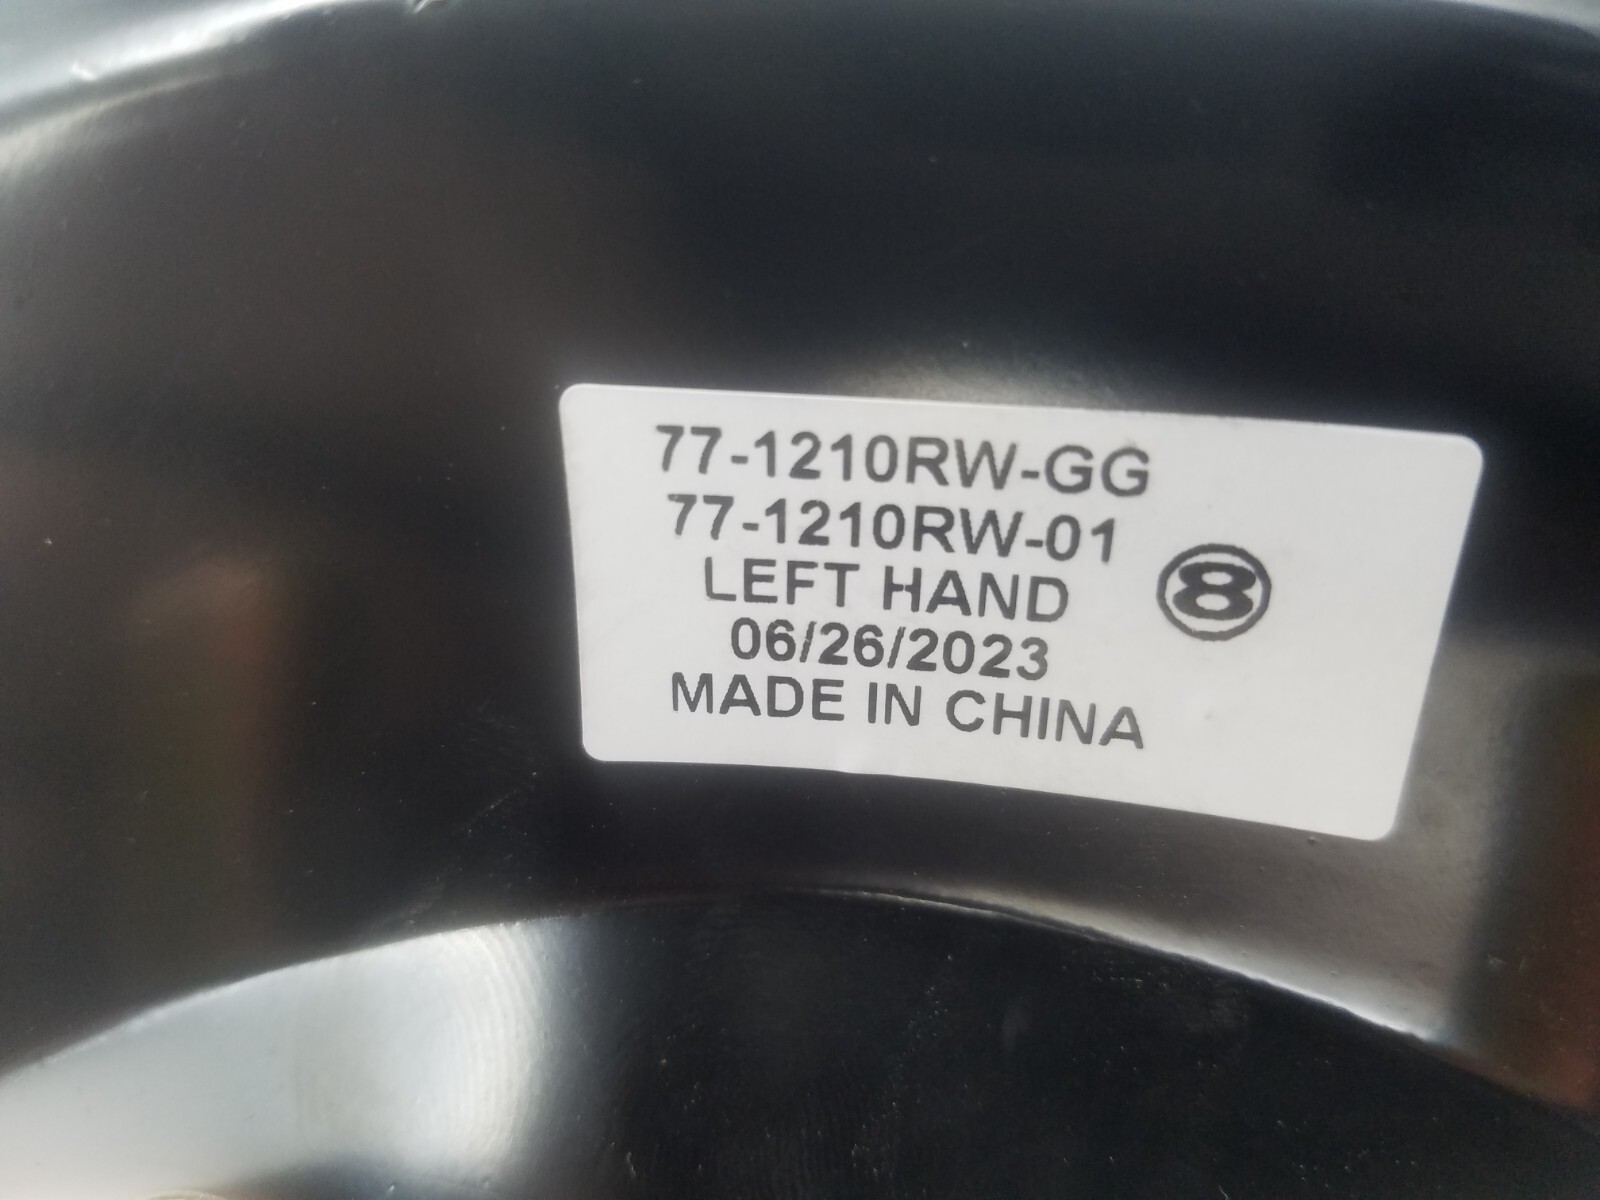 77-1210RW-GG
77-1210RW-01
LEFT HAND
8
06/26/2023
MADE IN CHINA